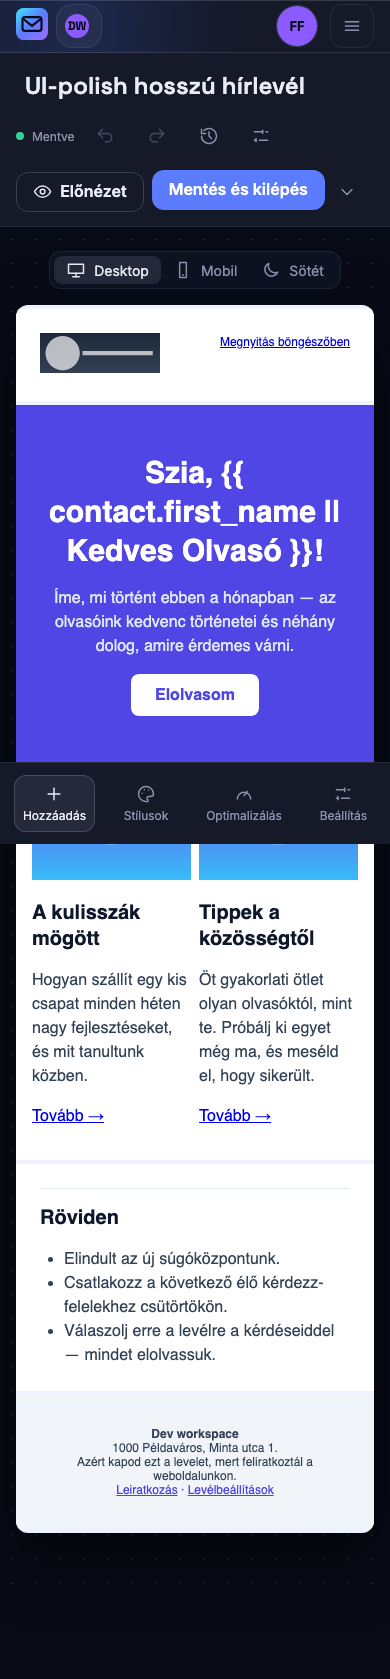 DW
FF
UI-polish hosszú hírlevél
Mentve
Előnézet
Mentés és kilépés
Desktop
Mobil
Sötét
Megnyitás böngészőben
Szia, {{
contact.first_name ||
Kedves Olvasó }}!
Íme, mi történt ebben a hónapban — az
olvasóink kedvenc történetei és néhány
dolog, amire érdemes várni.
Elolvasom
Hozzáadás
Stílusok
Optimalizálás
Beállítás
A kulisszák
mögött
Hogyan szállít egy kis
csapat minden héten
nagy fejlesztéseket,
és mit tanultunk
közben.
Tovább →
Tippek a
közösségtől
Öt gyakorlati ötlet
olyan olvasóktól, mint
te. Próbálj ki egyet
még ma, és meséld
el, hogy sikerült.
Tovább →
Röviden
• Elindult az új súgóközpontunk.
• Csatlakozz a következő élő kérdezz-
felelekhez csütörtökön.
• Válaszolj erre a levélre a kérdéseiddel
— mindet elolvassuk.
Dev workspace
1000 Példaváros, Minta utca 1.
Azért kapod ezt a levelet, mert feliratkoztál a
weboldalunkon.
Leiratkozás · Levélbeállítások